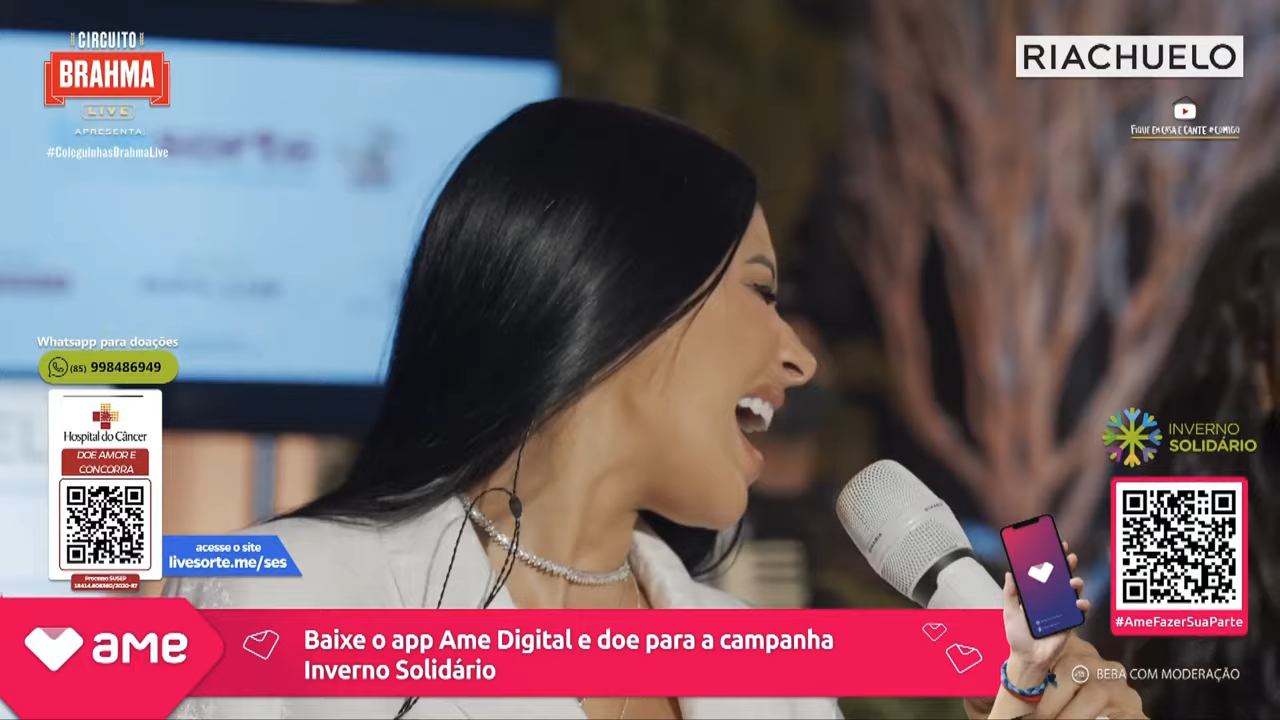 CIRCUITO
BRAHMA
LIVE
APRESENTA:
#ColeguinhasBrahmaLive
RIACHUELO
FIQUE EM CASA E CANTE #COMIGO
Whatsapp para doações
(85) 998486949
Hospital do Câncer
DOE AMOR E
CONCORRA
Processo SUSEP
acesse o site
livesorte.me/ses
INVERNO
SOLIDÁRIO
#AmeFazerSuaParte
ame
Baixe o app Ame Digital e doe para a campanha
Inverno Solidário
BEBA COM MODERAÇÃO